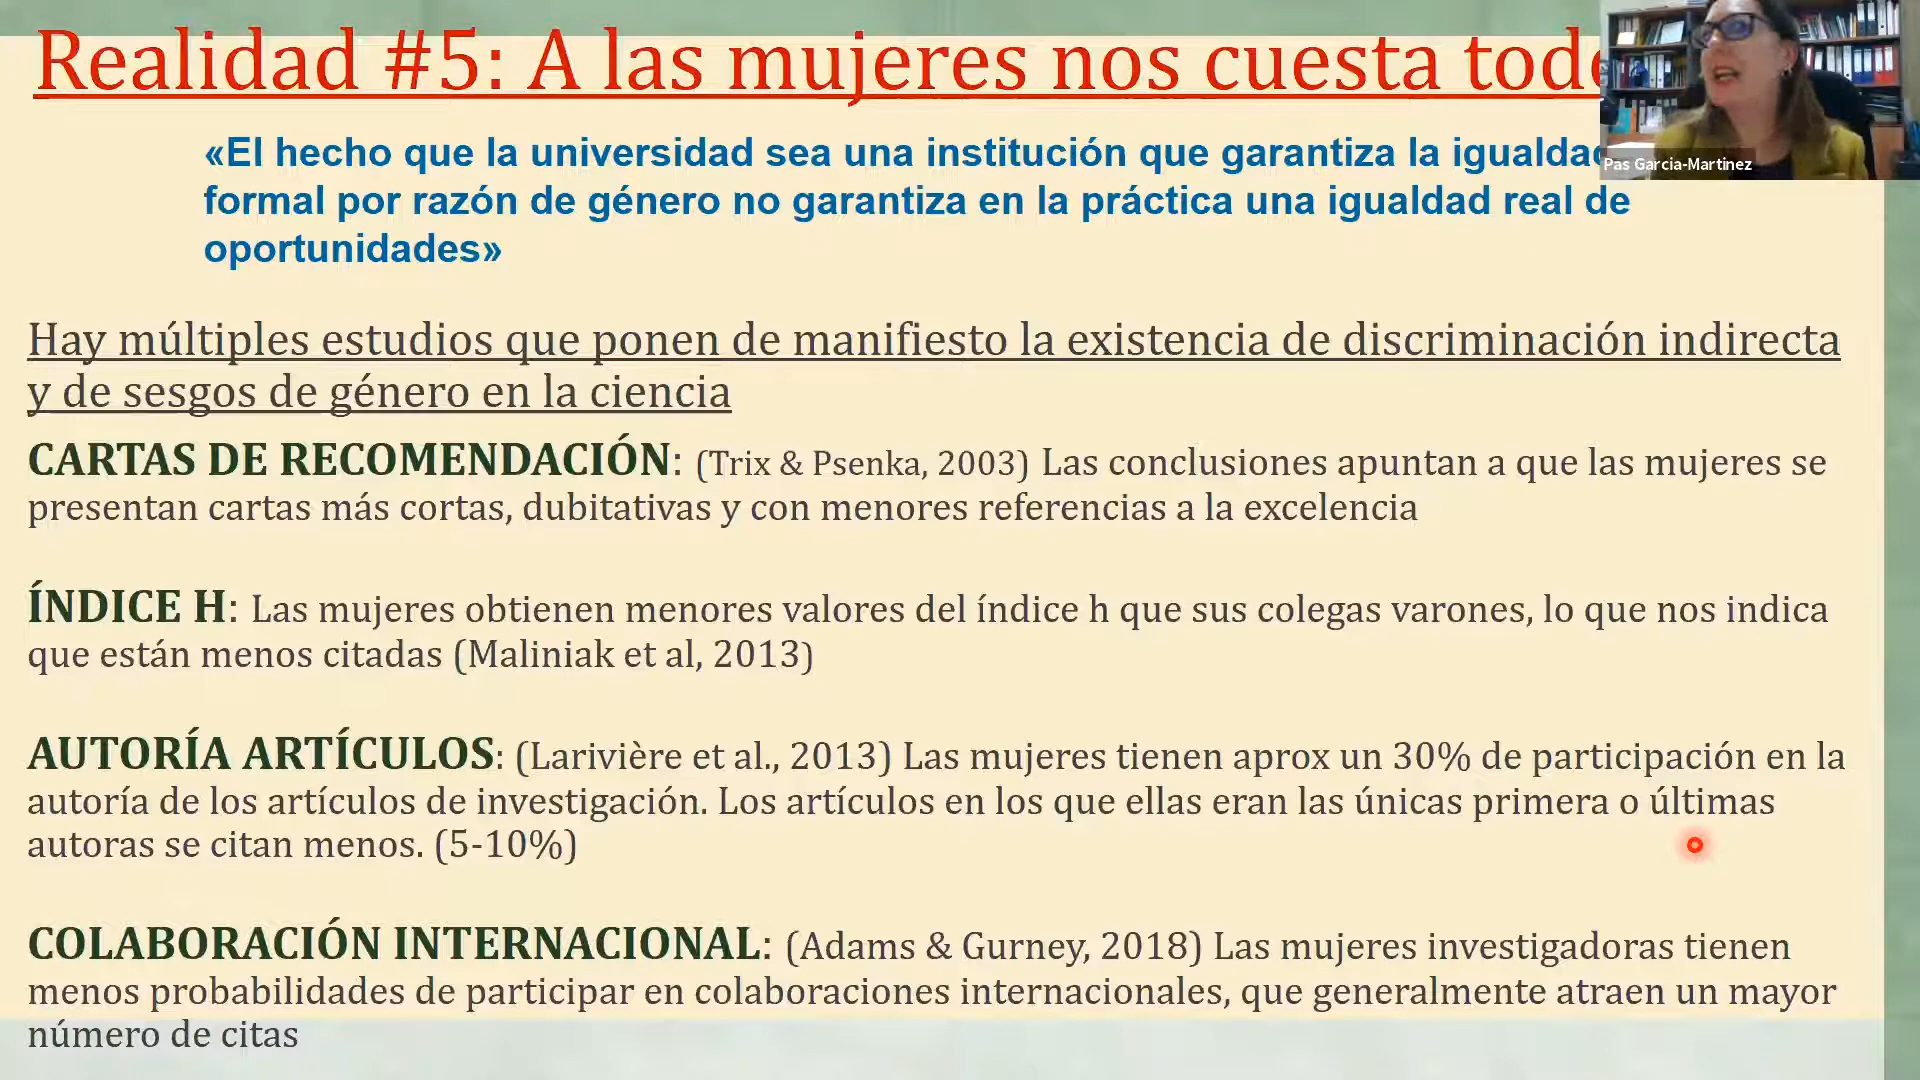 Realidad #5: A las mujeres nos cuesta
«El hecho que la universidad sea una institución que garantiza la
formal por razón de género no garantiza en la práctica una igualdad real de
oportunidades»
Pas Garcia-Martinez
Hay múltiples estudios que ponen de manifiesto la existencia de discriminación indirecta
y de sesgos de género en la ciencia
CARTAS DE RECOMENDACIÓN: (Trix & Psenka, 2003) Las conclusiones apuntan a que las mujeres se
presentan cartas más cortas, dubitativas y con menores referencias a la excelencia
ÍNDICE H: Las mujeres obtienen menores valores del índice h que sus colegas varones, lo que nos indica
que están menos citadas (Maliniak et al, 2013)
AUTORÍA ARTÍCULOS: (Larivière et al., 2013) Las mujeres tienen aprox un 30% de participación en la
autoría de los artículos de investigación. Los artículos en los que ellas eran las únicas primera o últimas
autoras se citan menos. (5-10%)
COLABORACIÓN INTERNACIONAL: (Adams & Gurney, 2018) Las mujeres investigadoras tienen
menos probabilidades de participar en colaboraciones internacionales, que generalmente atraen un mayor
número de citas